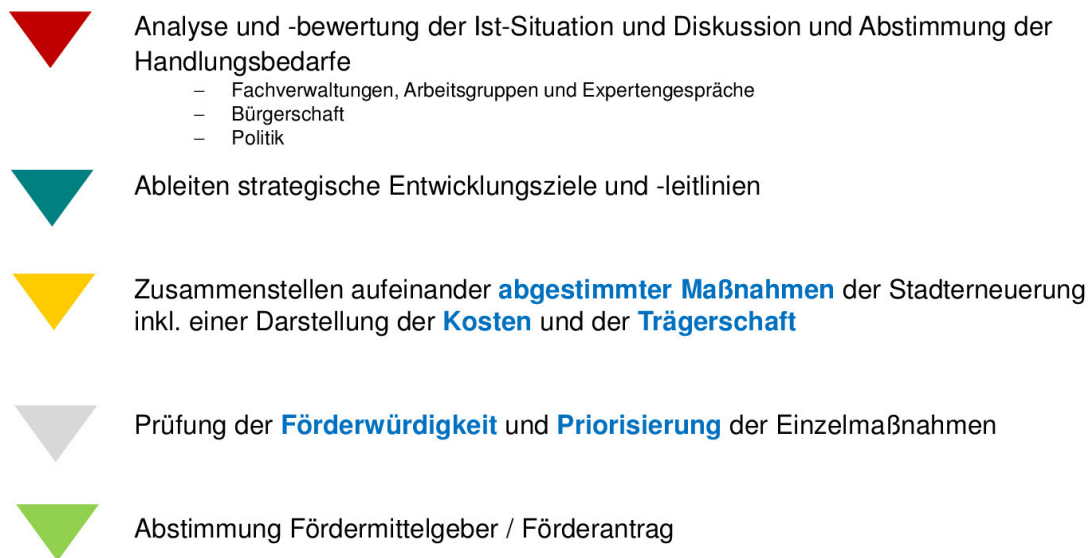 Analyse und -bewertung der Ist-Situation und Diskussion und Abstimmung der
Handlungsbedarfe
– Fachverwaltungen, Arbeitsgruppen und Expertengespräche
– Bürgerschaft
– Politik
Ableiten strategische Entwicklungsziele und -leitlinien
Zusammenstellen aufeinander abgestimmter Maßnahmen der Stadterneuerung
inkl. einer Darstellung der Kosten und der Trägerschaft
Prüfung der Förderwürdigkeit und Priorisierung der Einzelmaßnahmen
Abstimmung Fördermittelgeber / Förderantrag